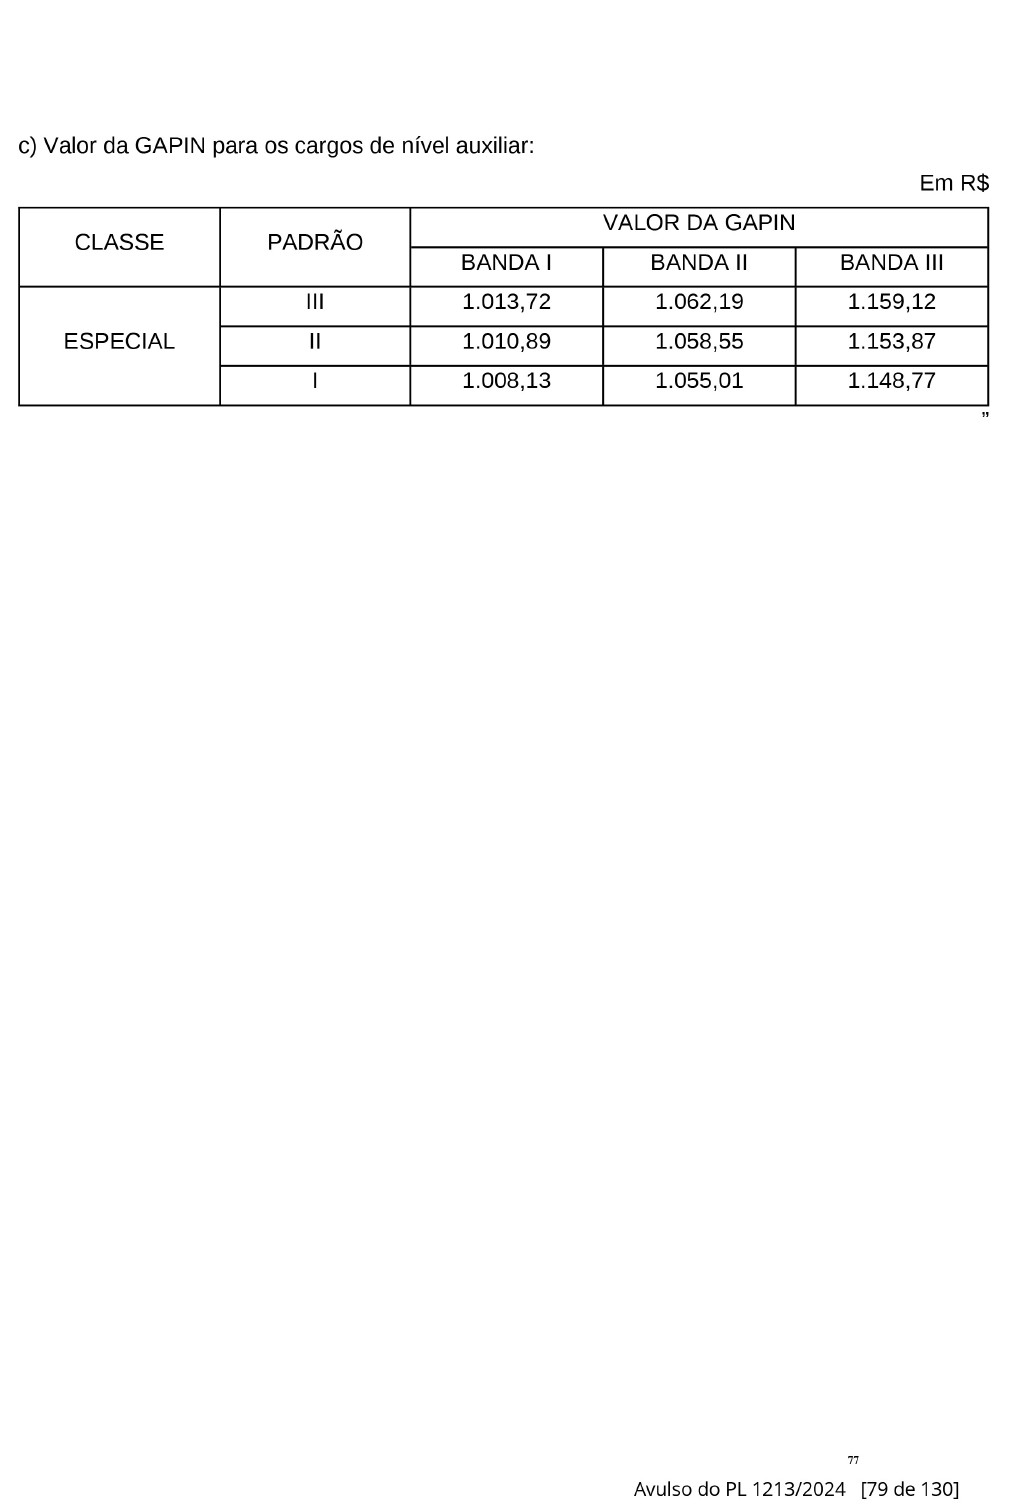 c) Valor da GAPIN para os cargos de nível auxiliar:
Em R$
CLASSE PADRÃO VALOR DA GAPIN
BANDA I BANDA II BANDA III
ESPECIAL III 1.013,72 1.062,19 1.159,12
II 1.010,89 1.058,55 1.153,87
I 1.008,13 1.055,01 1.148,77
”
77
Avulso do PL 1213/2024 [79 de 130]